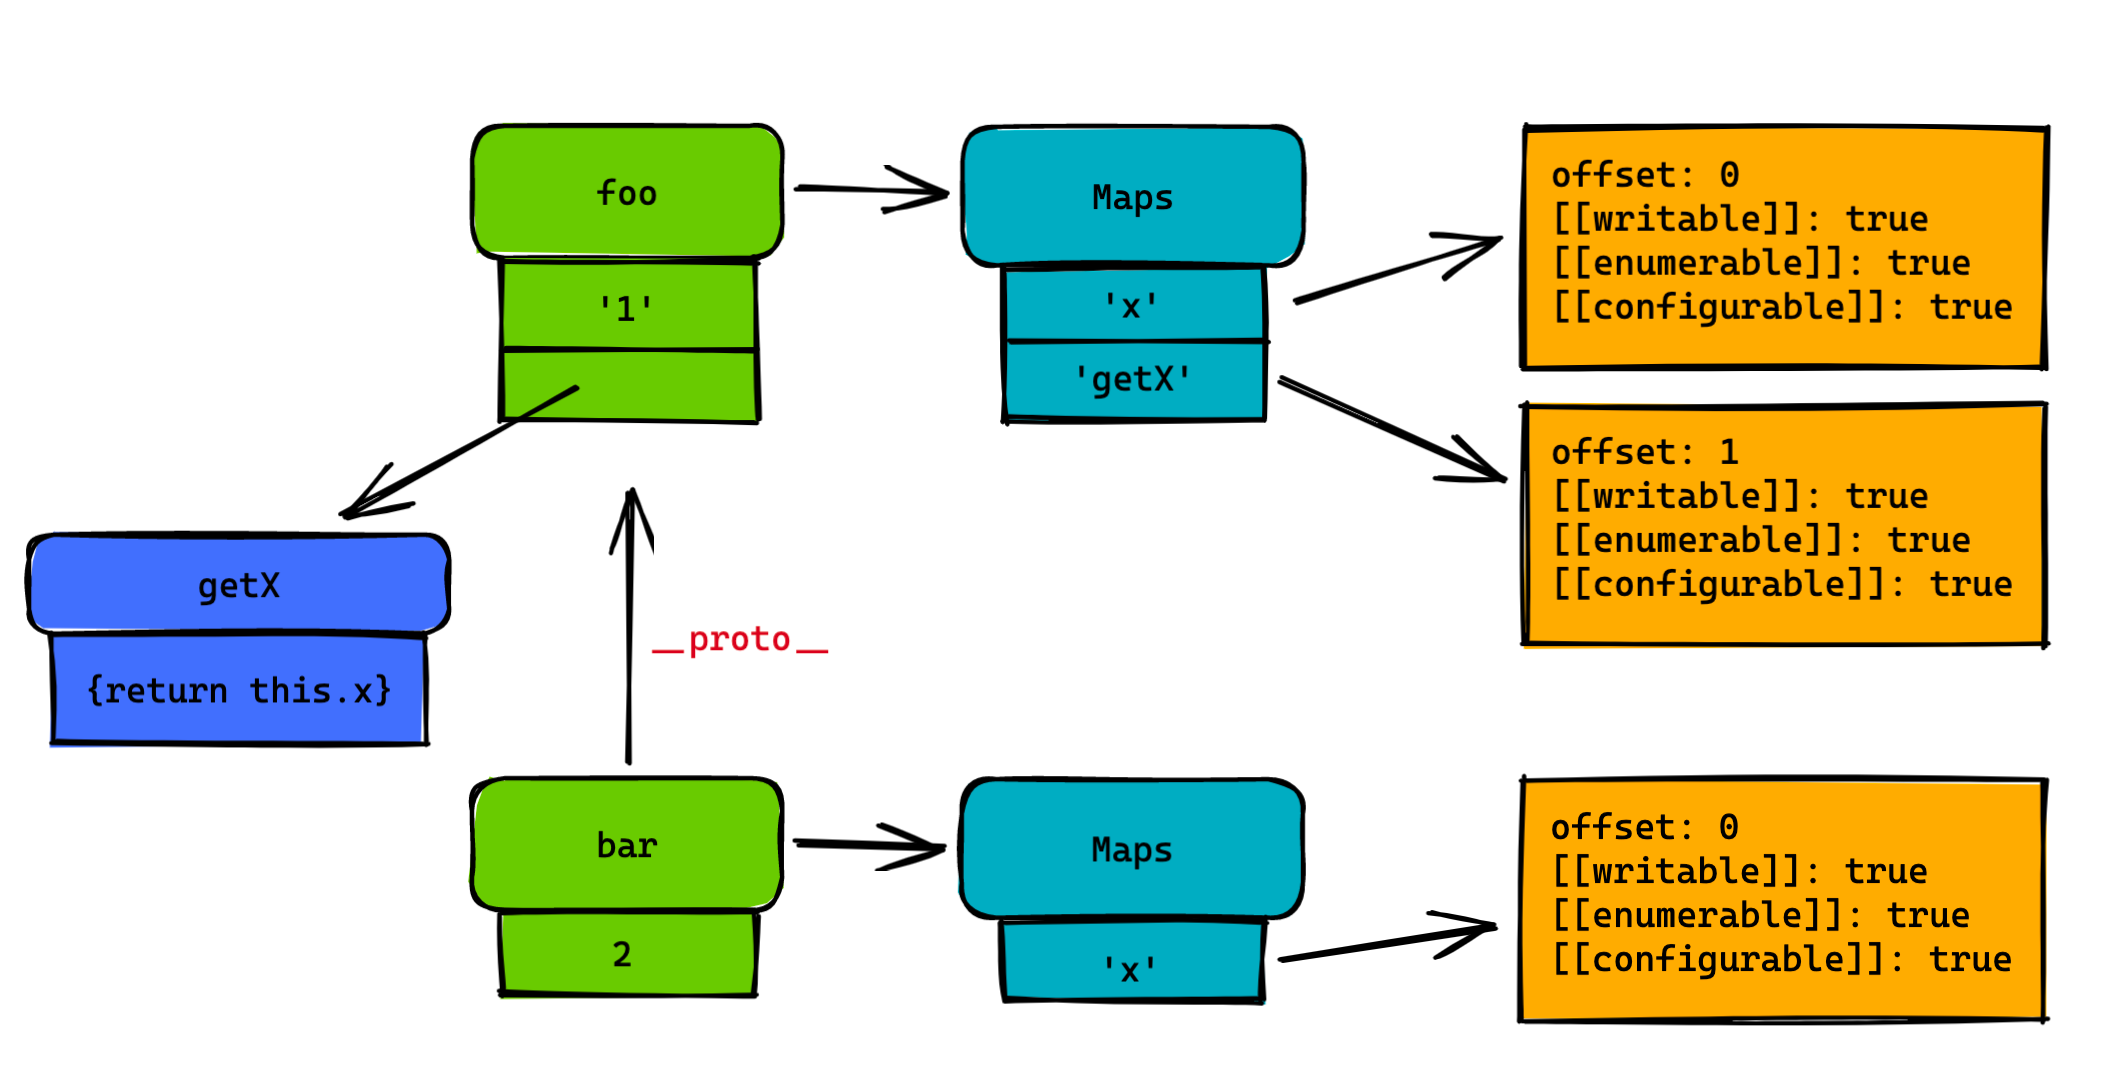 foo
'1'
Maps
'x'
'getX'
offset: 0
[[writable]]: true
[[enumerable]]: true
[[configurable]]: true
offset: 1
[[writable]]: true
[[enumerable]]: true
[[configurable]]: true
getX
{return this.x}
__proto__
bar
2
Maps
'x'
offset: 0
[[writable]]: true
[[enumerable]]: true
[[configurable]]: true